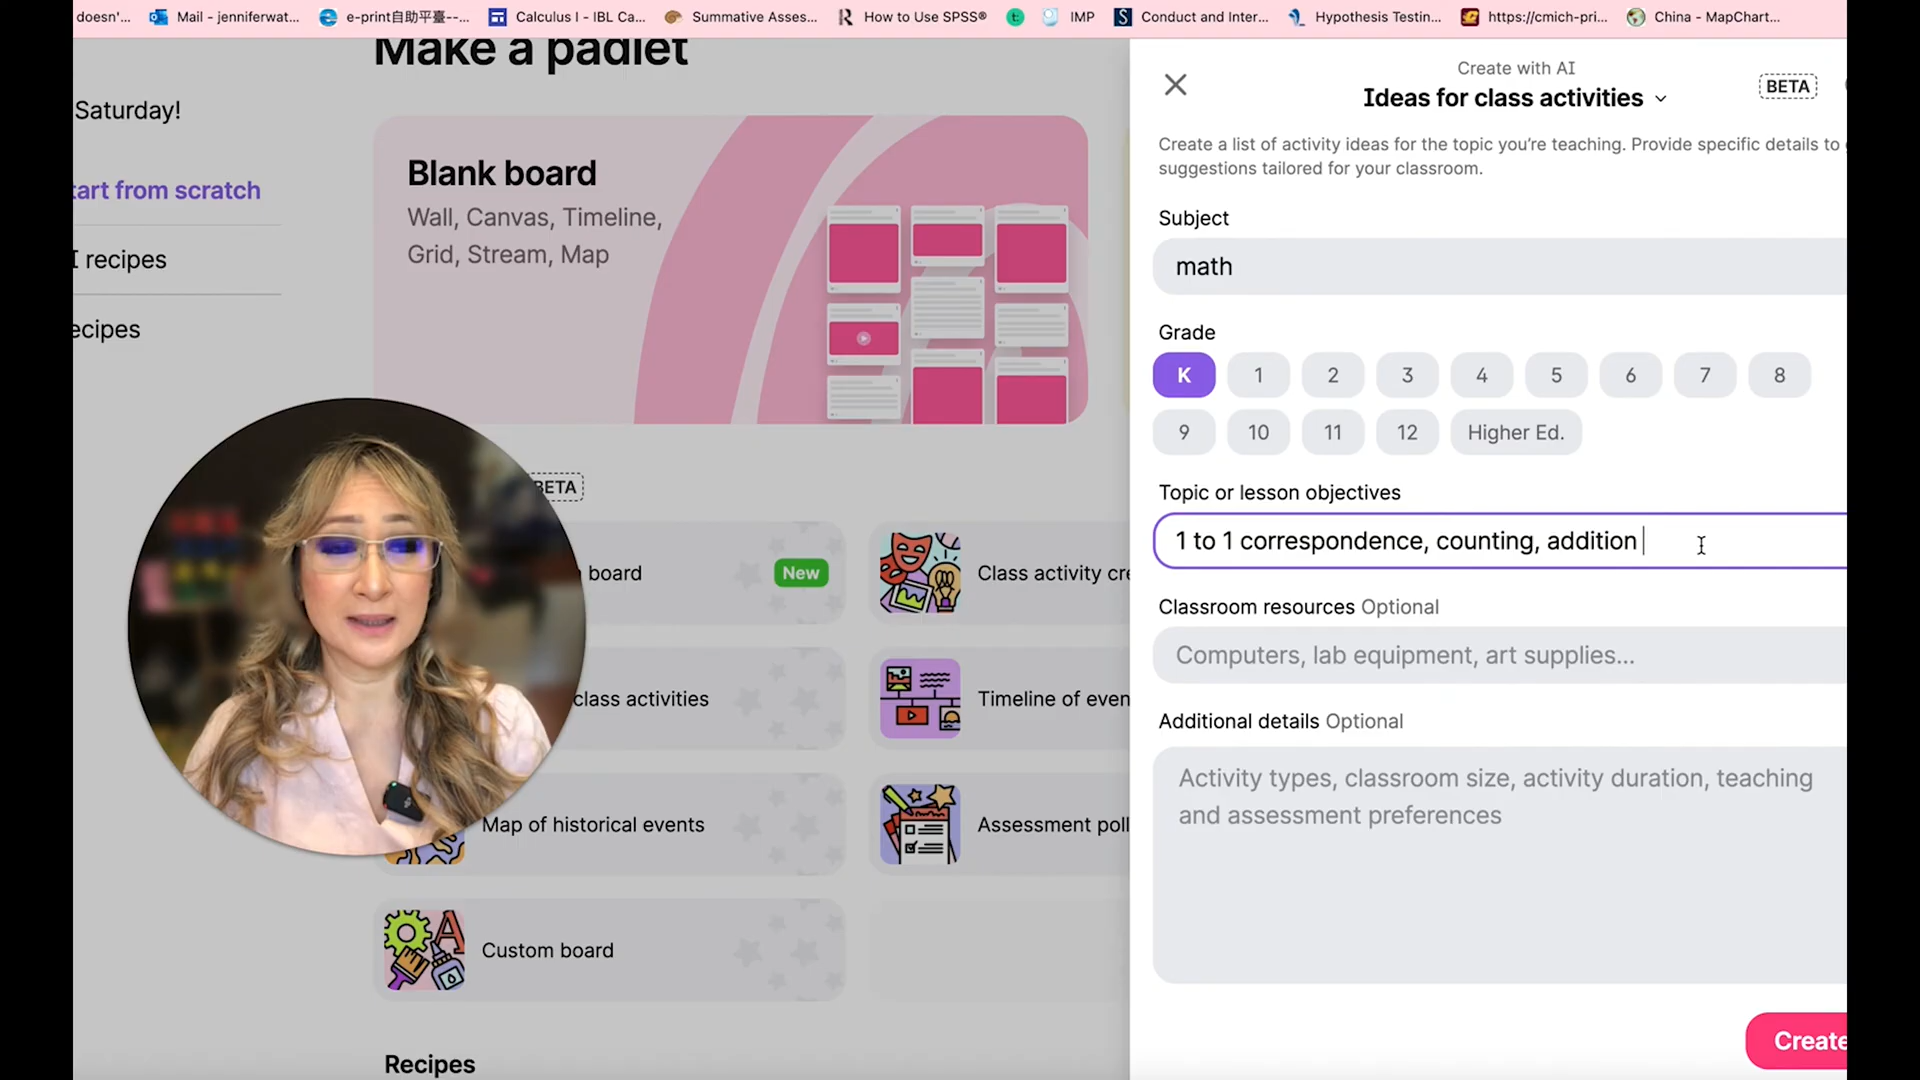 doesn'...
Mail - jenniferwat...
e-print自助平臺--...
Calculus I - IBL Ca...
Summative Asses...
How to Use SPSS®
t
IMP
S
Conduct and Inter...
Hypothesis Testin...
https://cmich-pri...
China - MapChart...
Make a padlet
Saturday!
tart from scratch
I recipes
ecipes
Blank board
Wall, Canvas, Timeline,
Grid, Stream, Map
BETA
board
New
Class activity cre
class activities
Timeline of even
Map of historical events
Assessment poll
Custom board
Recipes
Create with AI
Ideas for class activities
BETA
Create a list of activity ideas for the topic you're teaching. Provide specific details to
suggestions tailored for your classroom.
Subject
math
Grade
K 1 2 3 4 5 6 7 8
9 10 11 12 Higher Ed.
Topic or lesson objectives
1 to 1 correspondence, counting, addition
Classroom resources Optional
Computers, lab equipment, art supplies...
Additional details Optional
Activity types, classroom size, activity duration, teaching
and assessment preferences
Create